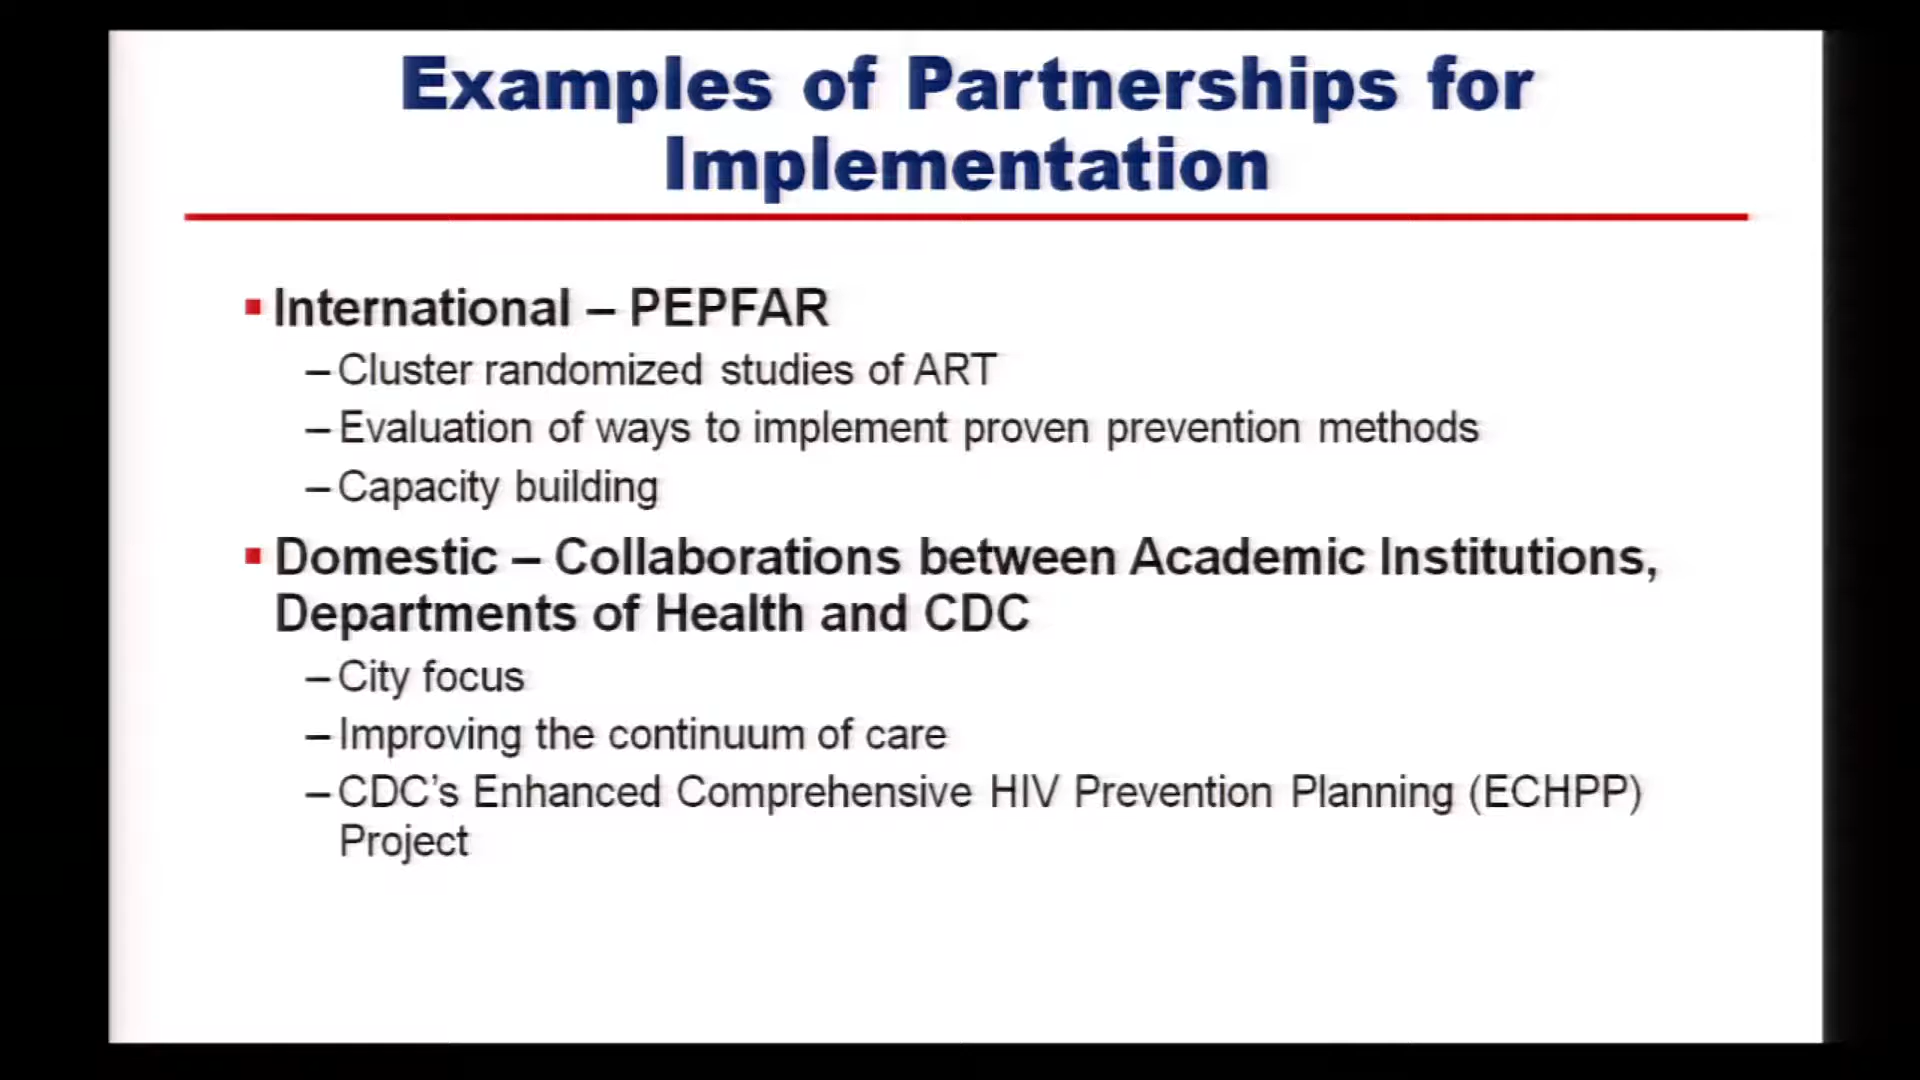 Examples of Partnerships for
Implementation
▪ International – PEPFAR
– Cluster randomized studies of ART
– Evaluation of ways to implement proven prevention methods
– Capacity building
▪ Domestic – Collaborations between Academic Institutions,
Departments of Health and CDC
– City focus
– Improving the continuum of care
– CDC’s Enhanced Comprehensive HIV Prevention Planning (ECHPP)
Project